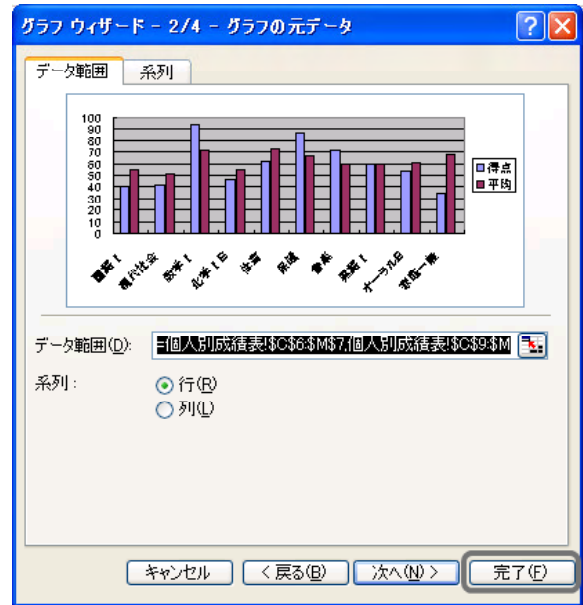 グラフ ウィザード - 2/4 - グラフの元データ
データ範囲
系列
100
90
80
70
60
50
40
30
20
10
0
得点
平均
国語Ⅰ
現代社会
数学Ⅰ
化学ⅠB
体育
保健
音楽
英語Ⅰ
オーラルB
家庭一般
データ範囲(D):
=個人別成績表!$C$6:$M$7,個人別成績表!$C$9:$M
系列:
行(R)
列(L)
キャンセル
< 戻る(B)
次へ(N) >
完了(F)